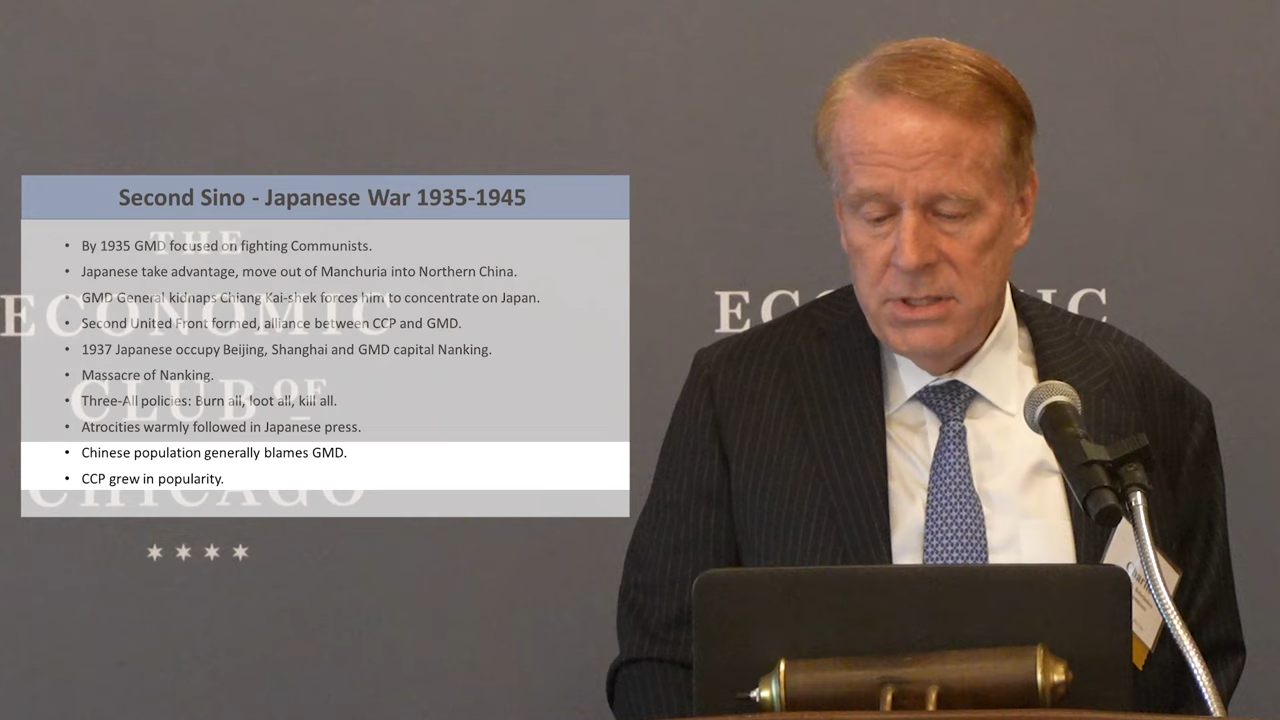 Second Sino - Japanese War 1935-1945
• By 1935 GMD focused on fighting Communists.
• Japanese take advantage, move out of Manchuria into Northern China.
• GMD General kidnaps Chiang Kai-shek forces him to concentrate on Japan.
• Second United Front formed, alliance between CCP and GMD.
• 1937 Japanese occupy Beijing, Shanghai and GMD capital Nanking.
• Massacre of Nanking.
• Three-All policies: Burn all, loot all, kill all.
• Atrocities warmly followed in Japanese press.
• Chinese population generally blames GMD.
• CCP grew in popularity.
THE
ECONOMIC
CLUB OF
CHICAGO
EC IC